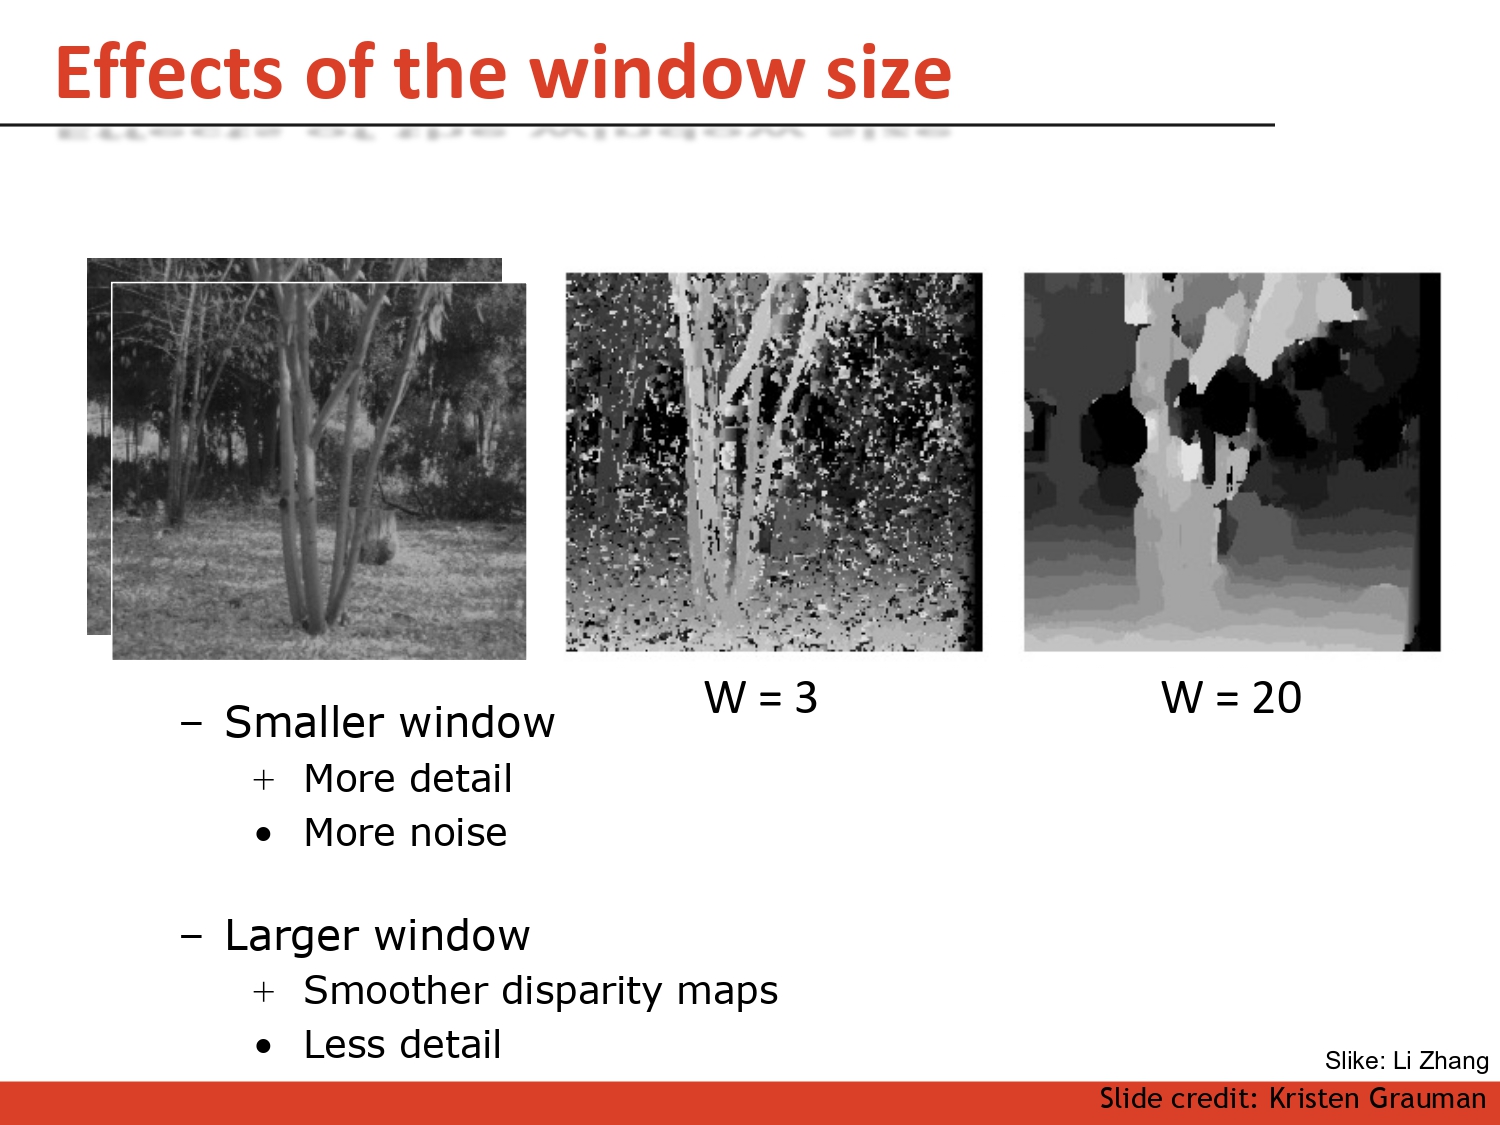 Effects of the window size
W = 3
W = 20
– Smaller window
+ More detail
• More noise
– Larger window
+ Smoother disparity maps
• Less detail
Slike: Li Zhang
Slide credit: Kristen Grauman